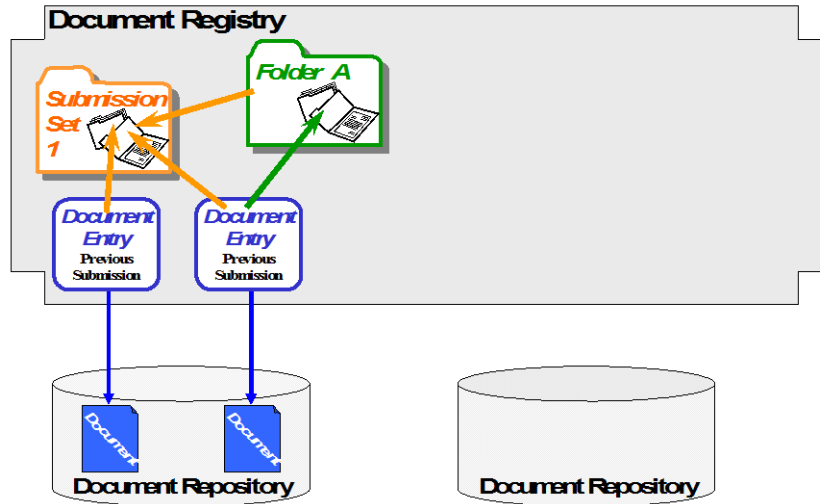 Document Registry
Folder A
Submission
Set
1
Document
Entry
Previous
Submission
Document
Entry
Previous
Submission
Document
Document
Document Repository
Document Repository